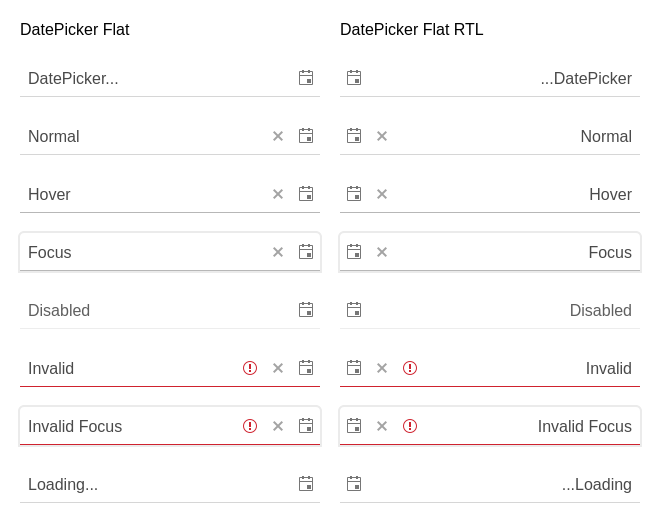 DatePicker Flat
DatePicker...
Normal
Hover
Focus
Disabled
Invalid
Invalid Focus
Loading...
DatePicker Flat RTL
...DatePicker
Normal
Hover
Focus
Disabled
Invalid
Invalid Focus
...Loading